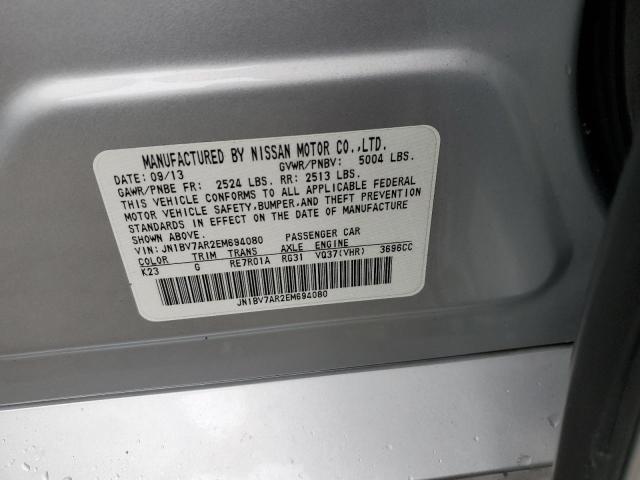 MANUFACTURED BY NISSAN MOTOR CO.,LTD.
DATE: 09/13 GVWR/PNBV: 5004 LBS.
GAWR/PNBE FR: 2524 LBS. RR: 2513 LBS.
THIS VEHICLE CONFORMS TO ALL APPLICABLE FEDERAL
MOTOR VEHICLE SAFETY,BUMPER,AND THEFT PREVENTION
STANDARDS IN EFFECT ON THE DATE OF MANUFACTURE
SHOWN ABOVE.
VIN: JN1BV7AR2EM694080 PASSENGER CAR
COLOR TRIM TRANS AXLE ENGINE
K23 G RE7R01A RG31 VQ37(VHR) 3696CC
JN1BV7AR2EM694080